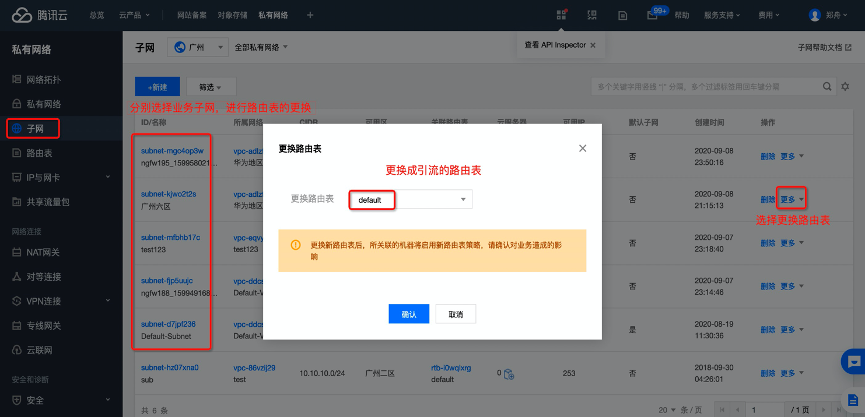 腾讯云 总览 云产品 网站备案 对象存储 私有网络 + 99+ 帮助 服务支持 费用 郑舟
私有网络
子网 广州 全部私有网络 查看 API Inspector 子网帮助文档
网络拓扑
私有网络
子网
路由表
IP与网卡
共享流量包
网络连接
NAT网关
对等连接
VPN连接
专线网关
云联网
安全和诊断
安全
+新建 筛选
多个关键字用竖线 "|" 分隔，多个过滤标签用回车键分隔
分别选择业务子网，进行路由表的更换
ID/名称 所属网络 CIDR 可用区 关联路由表 云服务器 可用IP 默认子网 创建时间 操作
subnet-mgo4op3w
ngfw195_159958021...
华为地区
否
2020-09-08
23:50:16
删除 更多
subnet-kjwo2t2s
广州六区
华为地区
否
2020-09-08
21:15:13
删除 更多
选择更换路由表
subnet-mfbhb17c
test123
test123
否
2020-09-07
23:18:40
删除 更多
subnet-fjp5uujc
ngfw188_159949168...
否
2020-09-07
23:14:48
删除 更多
subnet-d7jpf236
Default-Subnet
是
2020-08-19
11:30:36
删除 更多
subnet-hz07xna0
sub
vpc-86vzlj29
test
10.10.10.0/24
广州二区
rtb-l0wqlxrg
default
0
253
否
2018-09-30
04:26:01
删除 更多
共 6 条
20 条 / 页 1 / 1 页
更换路由表
更换成引流的路由表
更换路由表 default
更换新路由表后，所关联的机器将启用新路由表策略，请确认对业务造成的影
响
确认 取消